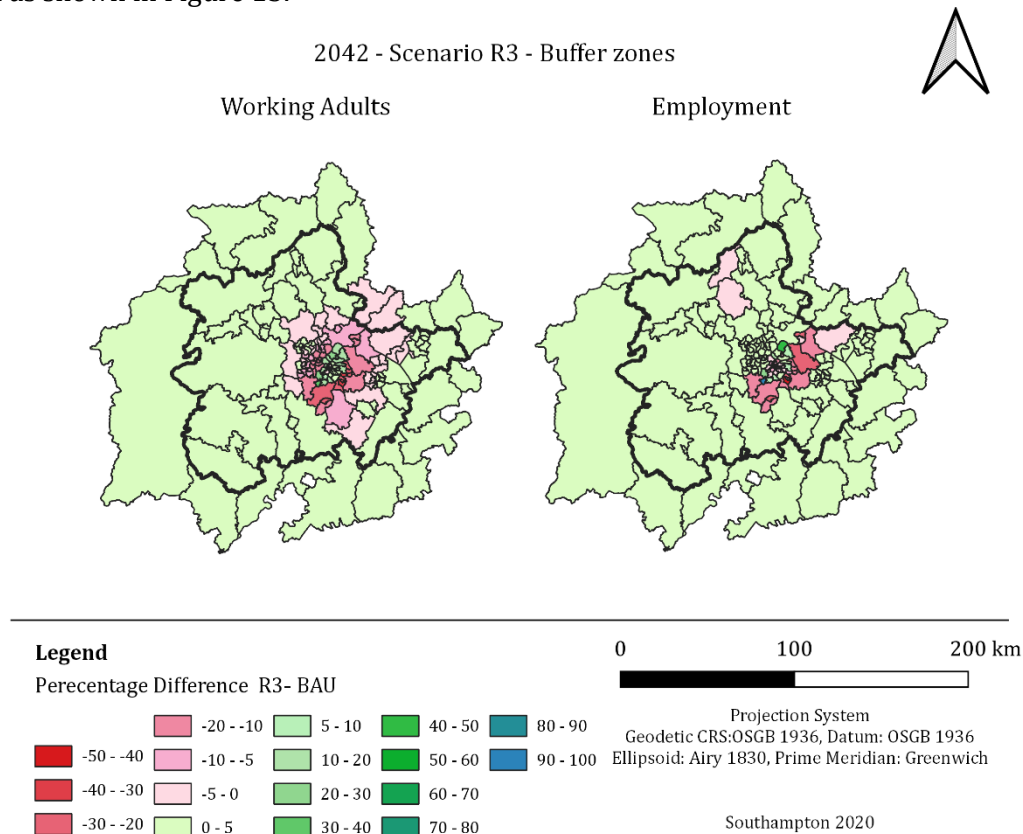 as shown in Figure 13.
2042 - Scenario R3 - Buffer zones
Working Adults
Employment
Legend
Perecentage Difference R3- BAU
-50 - -40
-40 - -30
-30 - -20
-20 - -10
-10 - -5
-5 - 0
0 - 5
5 - 10
10 - 20
20 - 30
30 - 40
40 - 50
50 - 60
60 - 70
70 - 80
80 - 90
90 - 100
0 100 200 km
Projection System
Geodetic CRS:OSGB 1936, Datum: OSGB 1936
Ellipsoid: Airy 1830, Prime Meridian: Greenwich
Southampton 2020